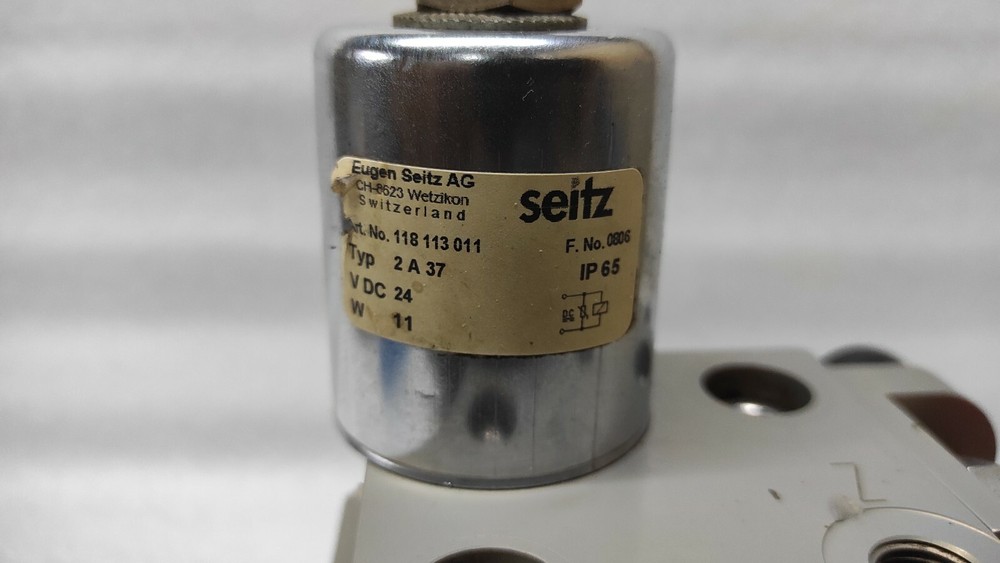 Eugen Seitz AG
CH-8623 Wetzikon
Switzerland
seitz
Art. No. 118 113 011
F. No. 0806
Typ 2 A 37
IP 65
V DC 24
W 11